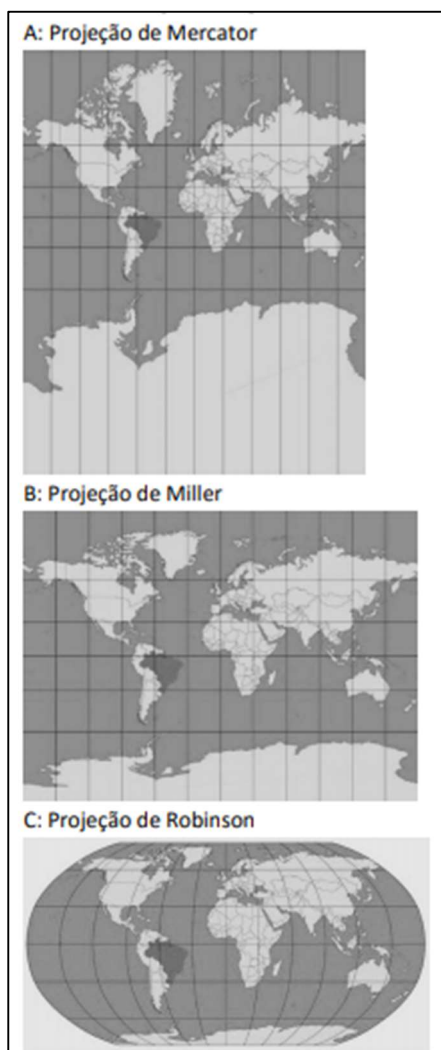 A: Projeção de Mercator
B: Projeção de Miller
C: Projeção de Robinson